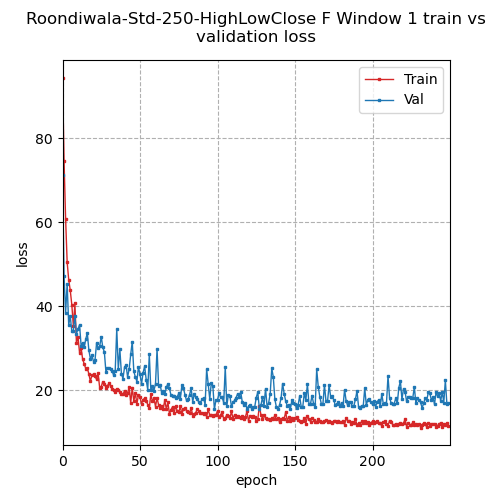 Roondiwala-Std-250-HighLowClose F Window 1 train vs
validation loss
Train
Val
loss
80
60
40
20
0
50
100
150
200
epoch